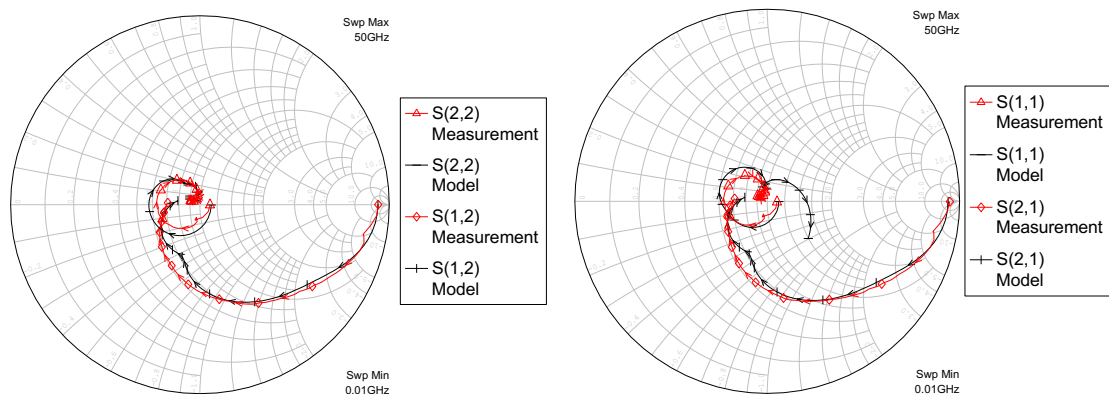 Swp Max
50GHz
S(2,2)
Measurement
S(2,2)
Model
S(1,2)
Measurement
S(1,2)
Model
Swp Min
0.01GHz
Swp Max
50GHz
S(1,1)
Measurement
S(1,1)
Model
S(2,1)
Measurement
S(2,1)
Model
Swp Min
0.01GHz